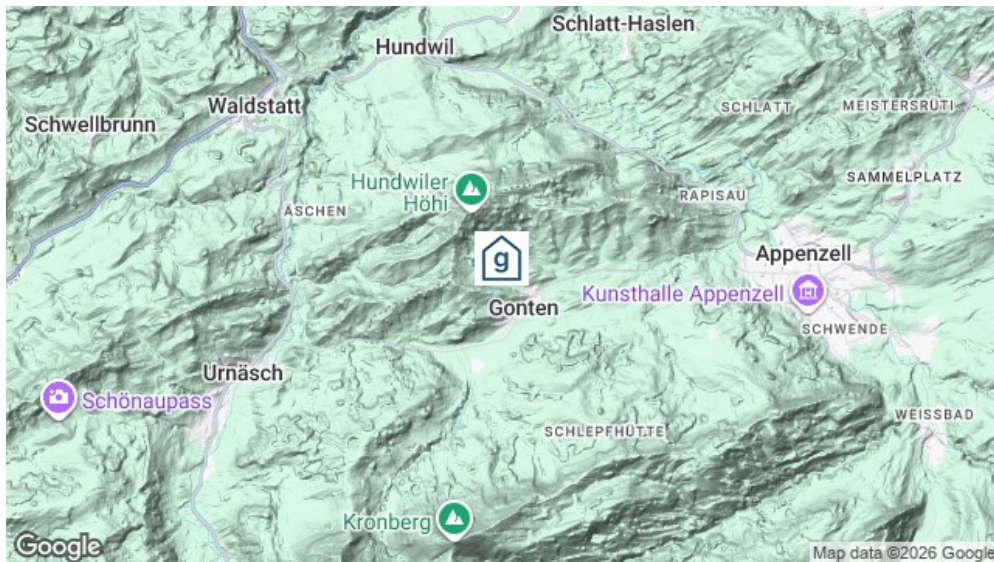 Schlatt-Haslen
Hundwil
Waldstatt
SCHLATT
MEISTERSRÜTI
Schwellbrunn
Hundwiler
Höhi
SAMMELPLATZ
RAPISAU
ÄSCHEN
Appenzell
g
Kunsthalle Appenzell
Gonten
SCHWENDE
Urnäsch
Schönaupass
WEISSBAD
SCHLEPFHÜTTE
Kronberg
Google
Map data ©2026 Google